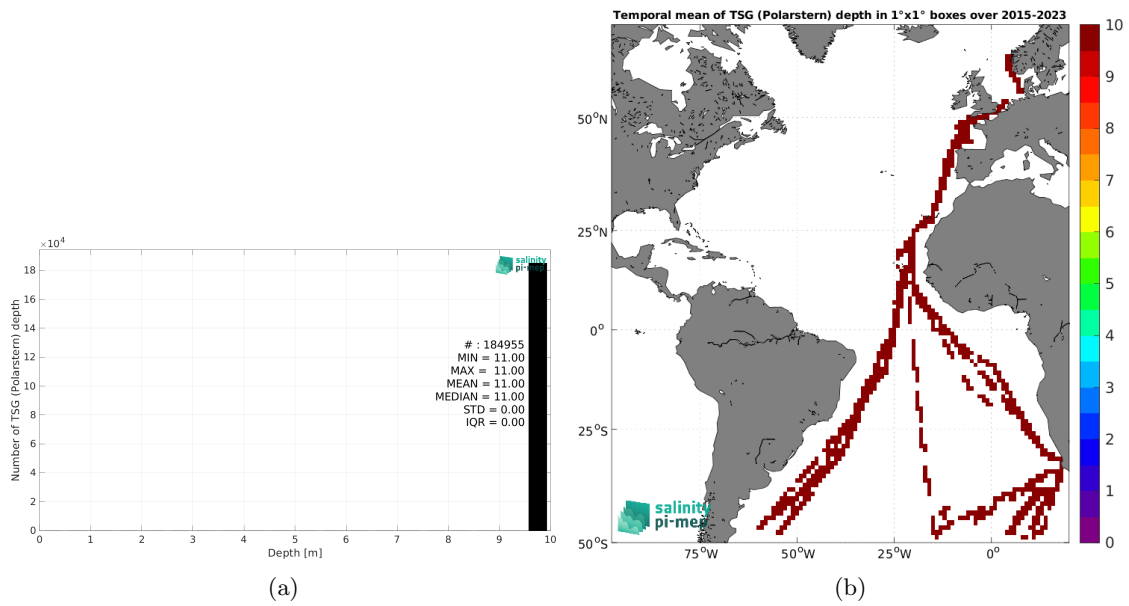 ×10⁴
18
16
14
12
10
8
6
4
2
0
Number of TSG (Polarstern) depth
salinity
pi-mep
# : 184955
MIN = 11.00
MAX = 11.00
MEAN = 11.00
MEDIAN = 11.00
STD = 0.00
IQR = 0.00
0 1 2 3 4 5 6 7 8 9 10
Depth [m]
(a)
Temporal mean of TSG (Polarstern) depth in 1°x1° boxes over 2015-2023
50°N
25°N
0°
25°S
50°S
75°W 50°W 25°W 0°
salinity
pi-mep
10
9
8
7
6
5
4
3
2
1
0
(b)